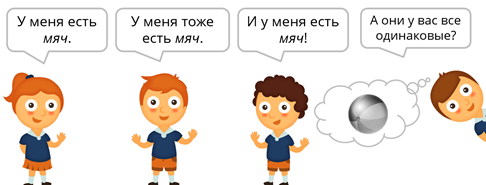 У меня есть
мяч.
У меня тоже
есть мяч.
И у меня есть
мяч!
А они у вас все
одинаковые?